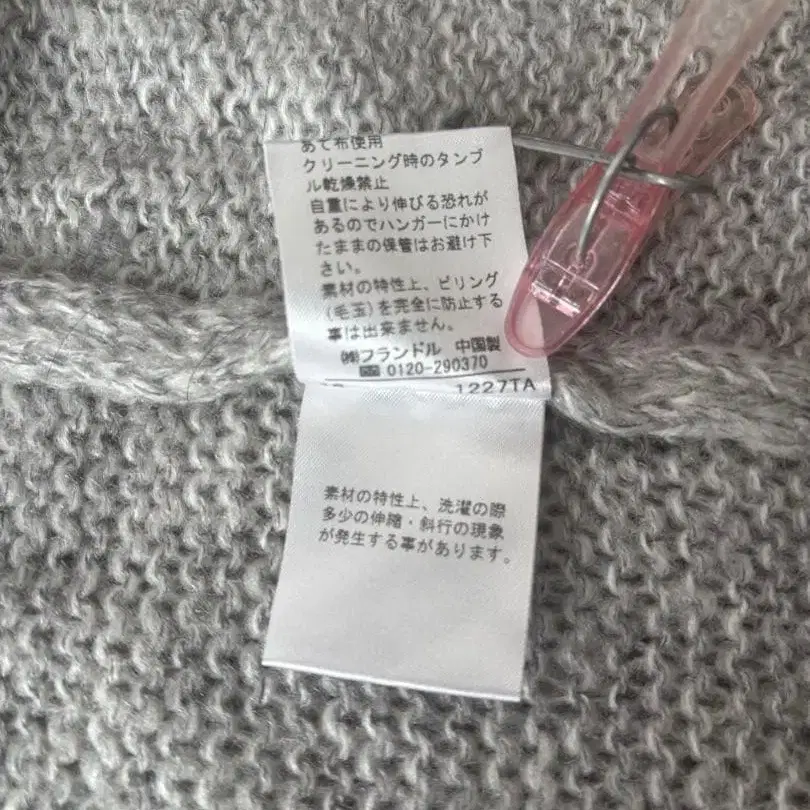 あて布使用
クリーニング時のタンブ
ル乾燥禁止
自重により伸びる恐れが
あるのでハンガーにかけ
たままの保管はお避け下
さい。
素材の特性上、ピリング
(毛玉)を完全に防止する
事は出来ません。
㈱フランドル 中国製
0120-290370
1227TA
素材の特性上、洗濯の際
多少の伸縮・斜行の現象
が発生する事があります。